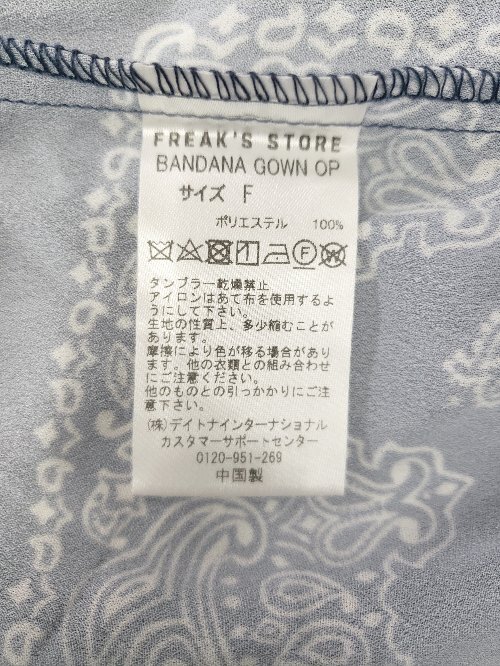 FREAK'S STORE
BANDANA GOWN OP
サイズ F
ポリエステル 100%
タンブラー乾燥禁止
アイロンはあて布を使用するよ
うにして下さい。
生地の性質上、多少縮むことが
あります。
摩擦により色が移る場合があり
ます。他の衣類との組み合わせ
にご注意ください。
他のものとの引っかかりにご注
意下さい。
(株)デイトナインターナショナル
カスタマーサポートセンター
0120-951-269
中国製